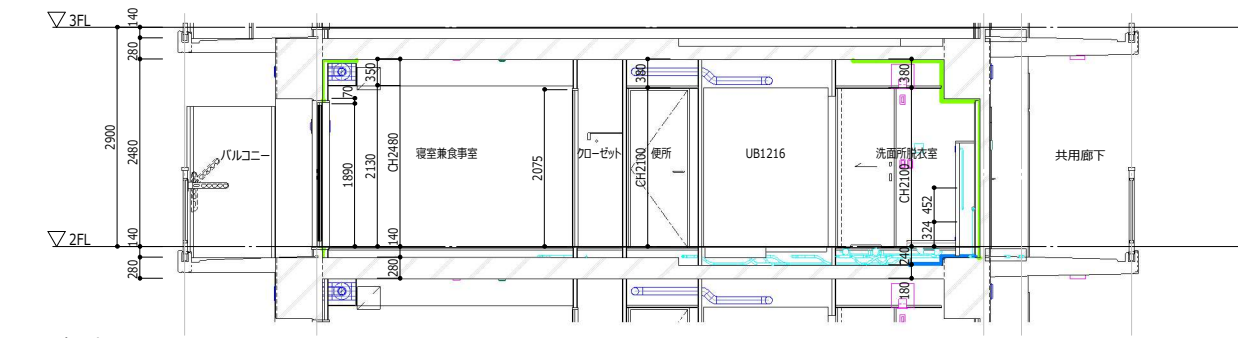 ▽3FL
140
280
2900
2480
▽2FL
140
280
バルコニー
350
70
1890
2130
CH2480
140
280
寝室兼食事室
2075
クローゼット
便所
380
CH2100
UB1216
洗面所脱衣室
380
CH2100
452
324
240
180
共用廊下